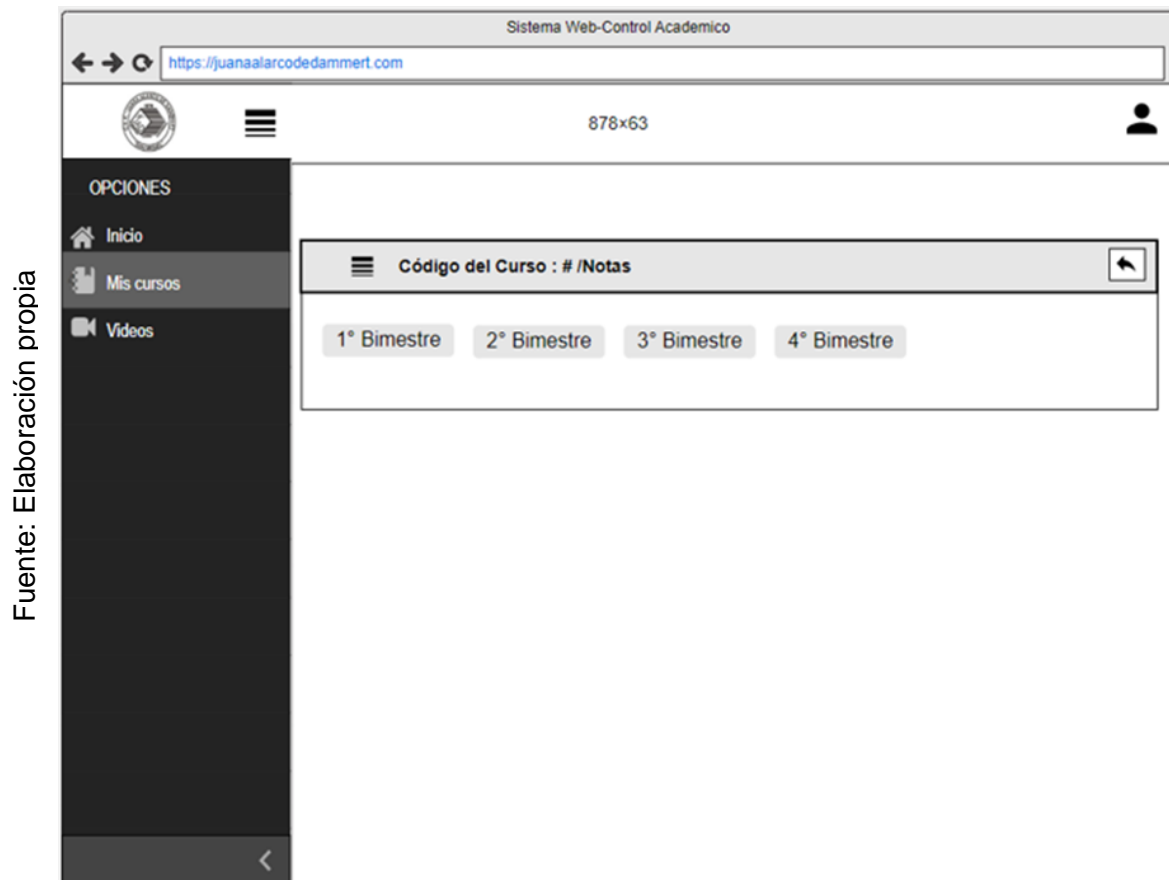 Sistema Web-Control Academico
https://juanaalarcodedammert.com
878×63
OPCIONES
Inicio
Mis cursos
Videos
Código del Curso : # /Notas
1° Bimestre 2° Bimestre 3° Bimestre 4° Bimestre
Fuente: Elaboración propia